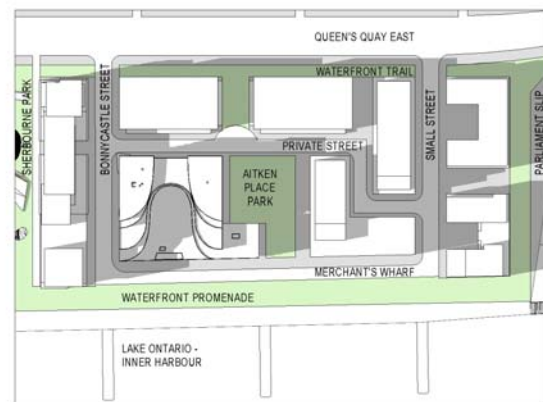 QUEEN'S QUAY EAST
WATERFRONT TRAIL
SHERBOURNE PARK
BONNYCASTLE STREET
SMALL STREET
PARLIAMENT SLIP
PRIVATE STREET
AITKEN
PLACE
PARK
MERCHANT'S WHARF
WATERFRONT PROMENADE
LAKE ONTARIO -
INNER HARBOUR